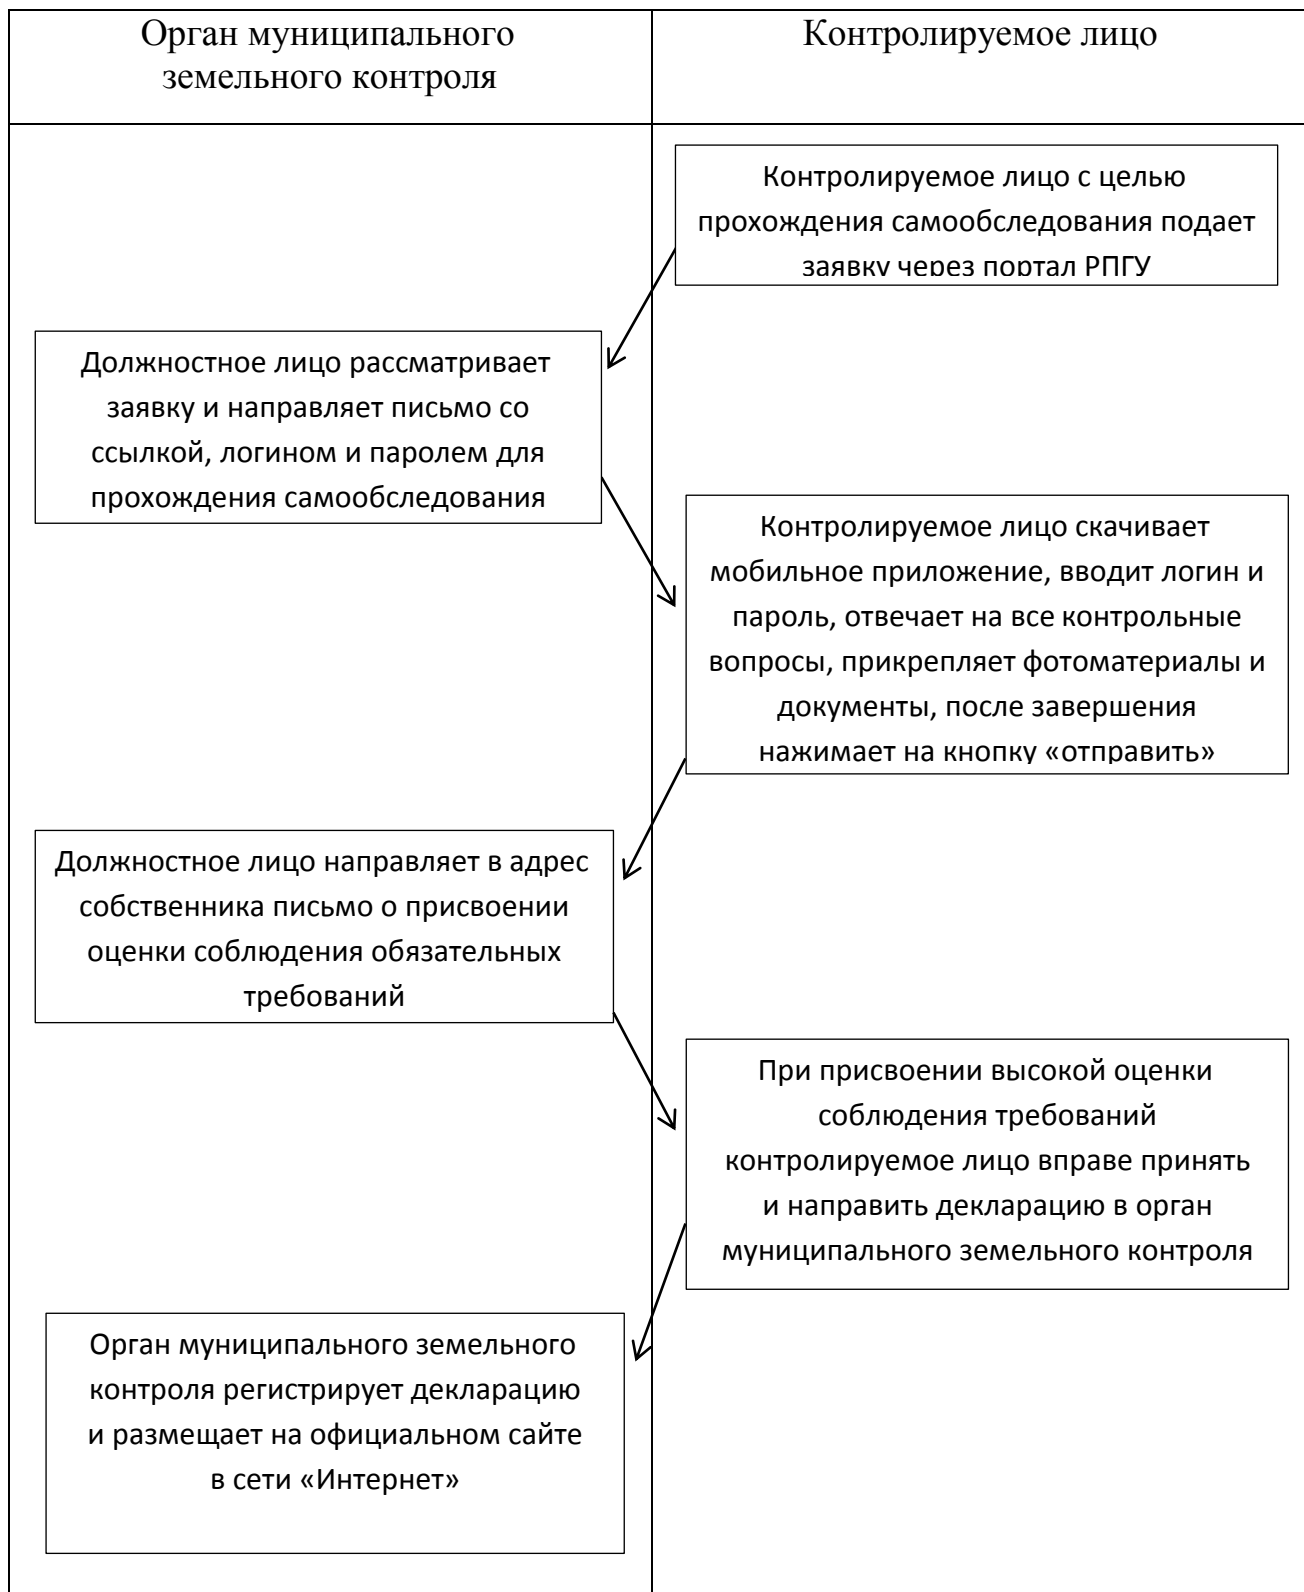 Орган муниципального
земельного контроля
Контролируемое лицо
Контролируемое лицо с целью
прохождения самообследования подает
заявку через портал РПГУ
Должностное лицо рассматривает
заявку и направляет письмо со
ссылкой, логином и паролем для
прохождения самообследования
Контролируемое лицо скачивает
мобильное приложение, вводит логин и
пароль, отвечает на все контрольные
вопросы, прикрепляет фотоматериалы и
документы, после завершения
нажимает на кнопку «отправить»
Должностное лицо направляет в адрес
собственника письмо о присвоении
оценки соблюдения обязательных
требований
При присвоении высокой оценки
соблюдения требований
контролируемое лицо вправе принять
и направить декларацию в орган
муниципального земельного контроля
Орган муниципального земельного
контроля регистрирует декларацию
и размещает на официальном сайте
в сети «Интернет»